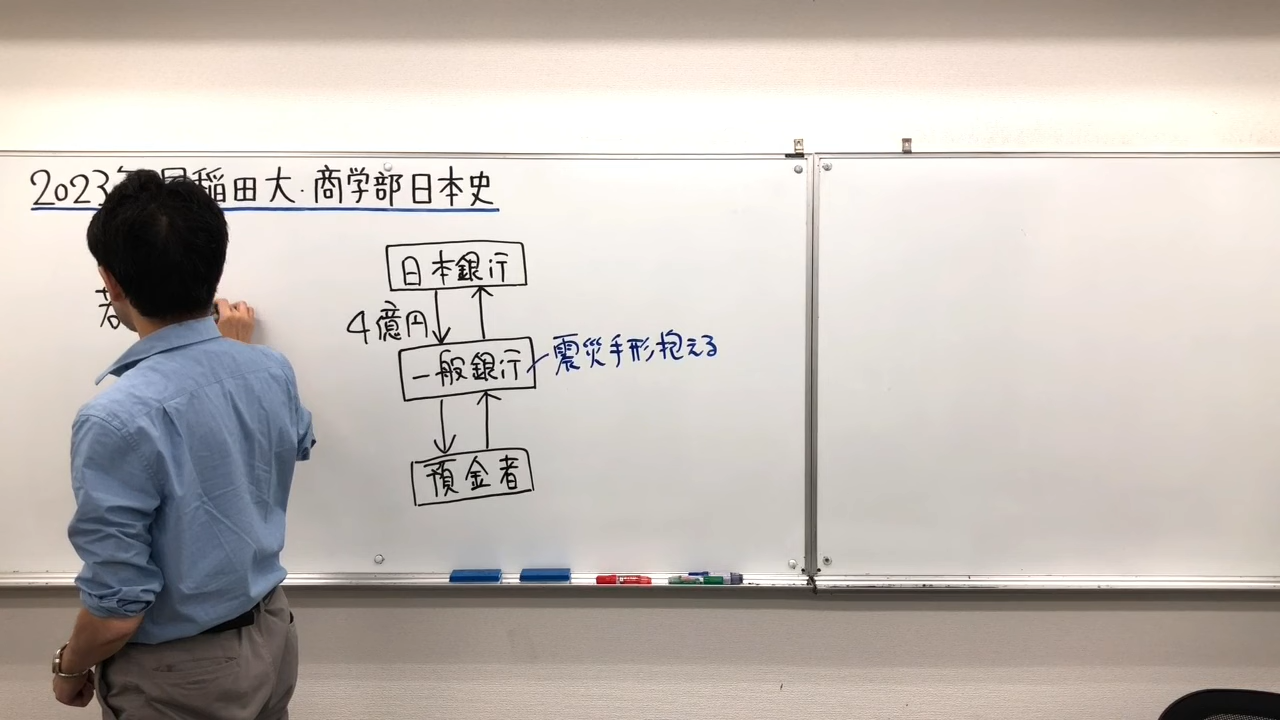 2023 稲田大・商学部日本史
日本銀行
4億円
一般銀行
震災手形抱える
預金者